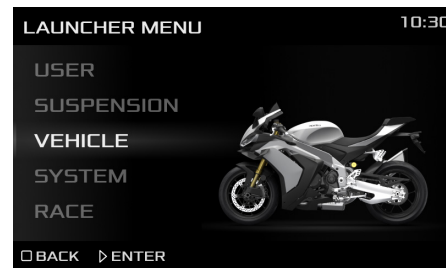 LAUNCHER MENU
10:30
USER
SUSPENSION
VEHICLE
SYSTEM
RACE
BACK ENTER